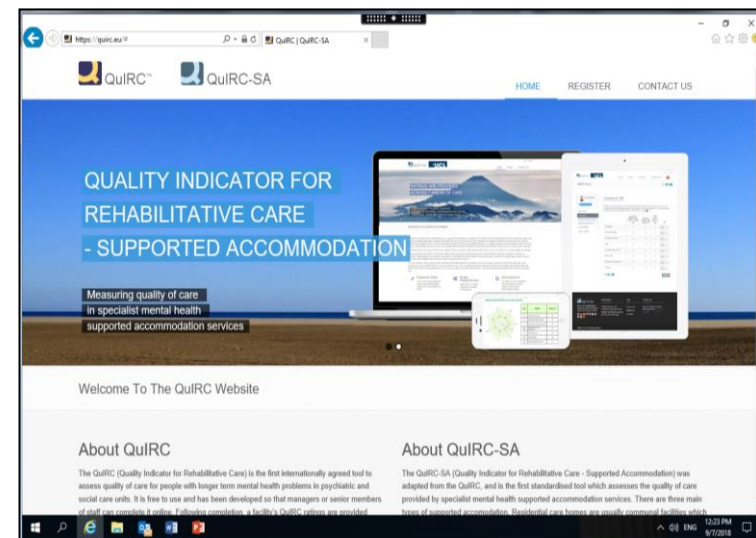 https://quirc.eu/#
QuIRC | QuIRC-SA
QuIRC™
QuIRC-SA
HOME
REGISTER
CONTACT US
QUALITY INDICATOR FOR
REHABILITATIVE CARE
- SUPPORTED ACCOMMODATION
Measuring quality of care
in specialist mental health
supported accommodation services
UCL
Welcome To The QuIRC Website
About QuIRC
The QuIRC (Quality Indicator for Rehabilitative Care) is the first internationally agreed tool to
assess quality of care for people with longer term mental health problems in psychiatric and
social care units. It is free to use and has been developed so that managers or senior members
of staff can complete it online. Following completion, a facility's QuIRC ratings are provided
About QuIRC-SA
The QuIRC-SA (Quality Indicator for Rehabilitative Care - Supported Accommodation) was
adapted from the QuIRC, and is the first standardised tool which assesses the quality of care
provided by specialist mental health supported accommodation services. There are three main
types of supported accomodation. Residential care homes are usually communal facilities which
ENG
12:23 PM
9/7/2018